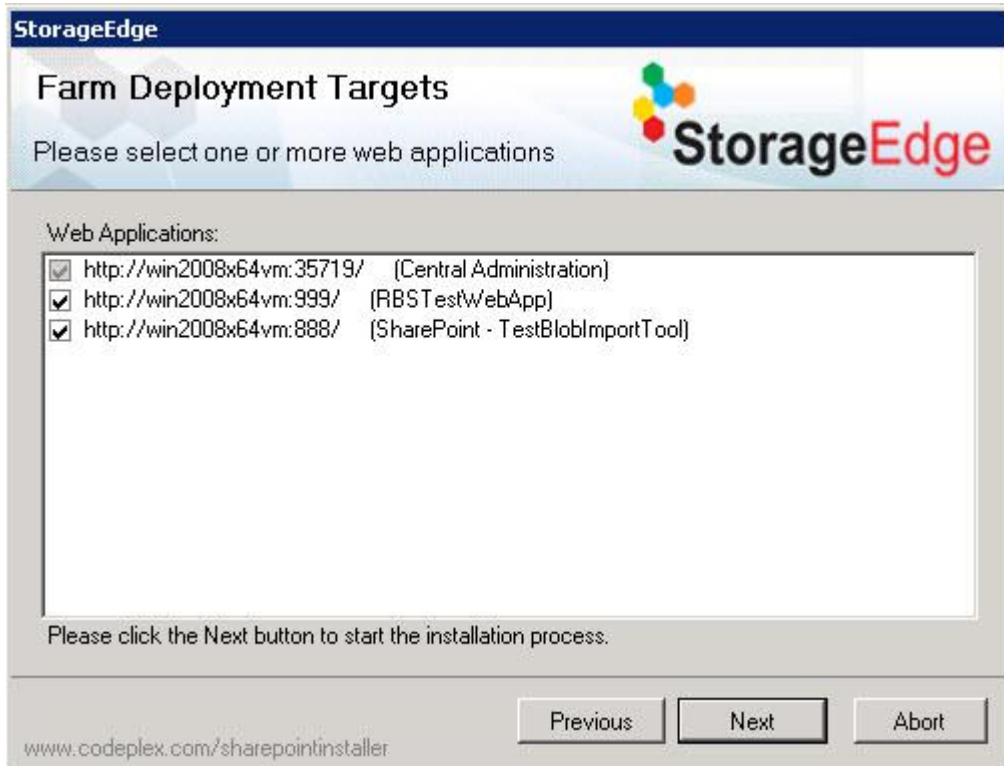 StorageEdge
Farm Deployment Targets
Please select one or more web applications
StorageEdge
Web Applications:
http://win2008x64vm:35719/ (Central Administration)
http://win2008x64vm:999/ (RBSTestWebApp)
http://win2008x64vm:888/ (SharePoint - TestBlobImportTool)
Please click the Next button to start the installation process.
Previous Next Abort
www.codeplex.com/sharepointinstaller